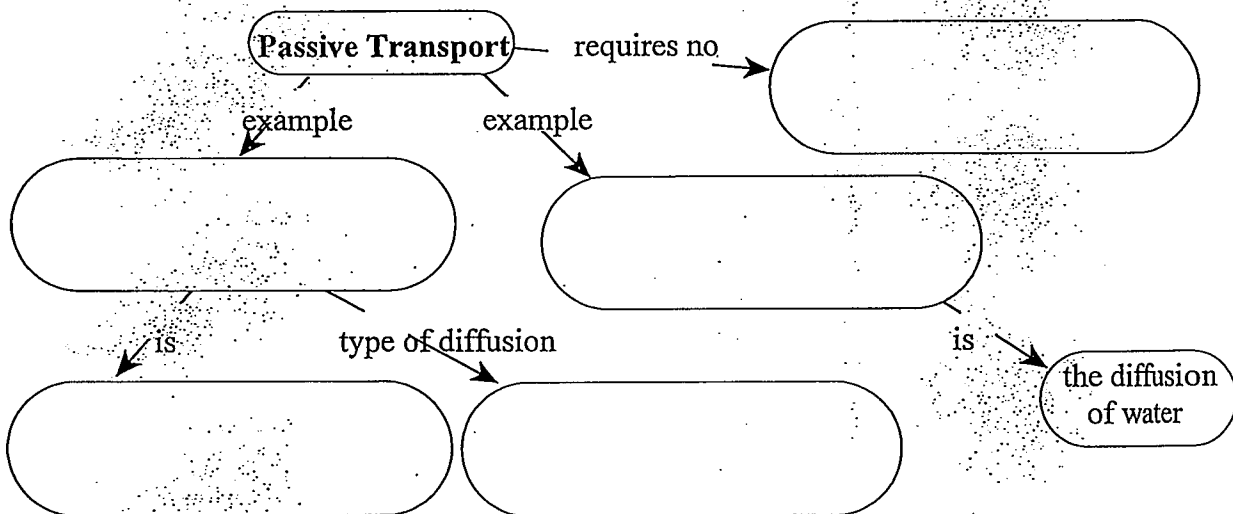 Passive Transport
requires no
example
example
is
type of diffusion
is
the diffusion
of water